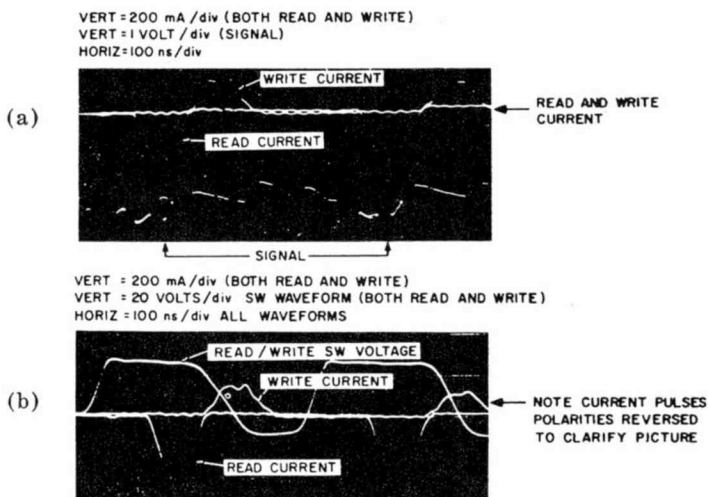 VERT = 200 mA/div (BOTH READ AND WRITE)
VERT = 1 VOLT/div (SIGNAL)
HORIZ = 100 ns/div
WRITE CURRENT
(a)
READ AND WRITE
CURRENT
READ CURRENT
SIGNAL
VERT = 200 mA/div (BOTH READ AND WRITE)
VERT = 20 VOLTS/div SW WAVEFORM (BOTH READ AND WRITE)
HORIZ = 100 ns/div ALL WAVEFORMS
READ/WRITE SW VOLTAGE
WRITE CURRENT
(b)
NOTE CURRENT PULSES
POLARITIES REVERSED
TO CLARIFY PICTURE
READ CURRENT